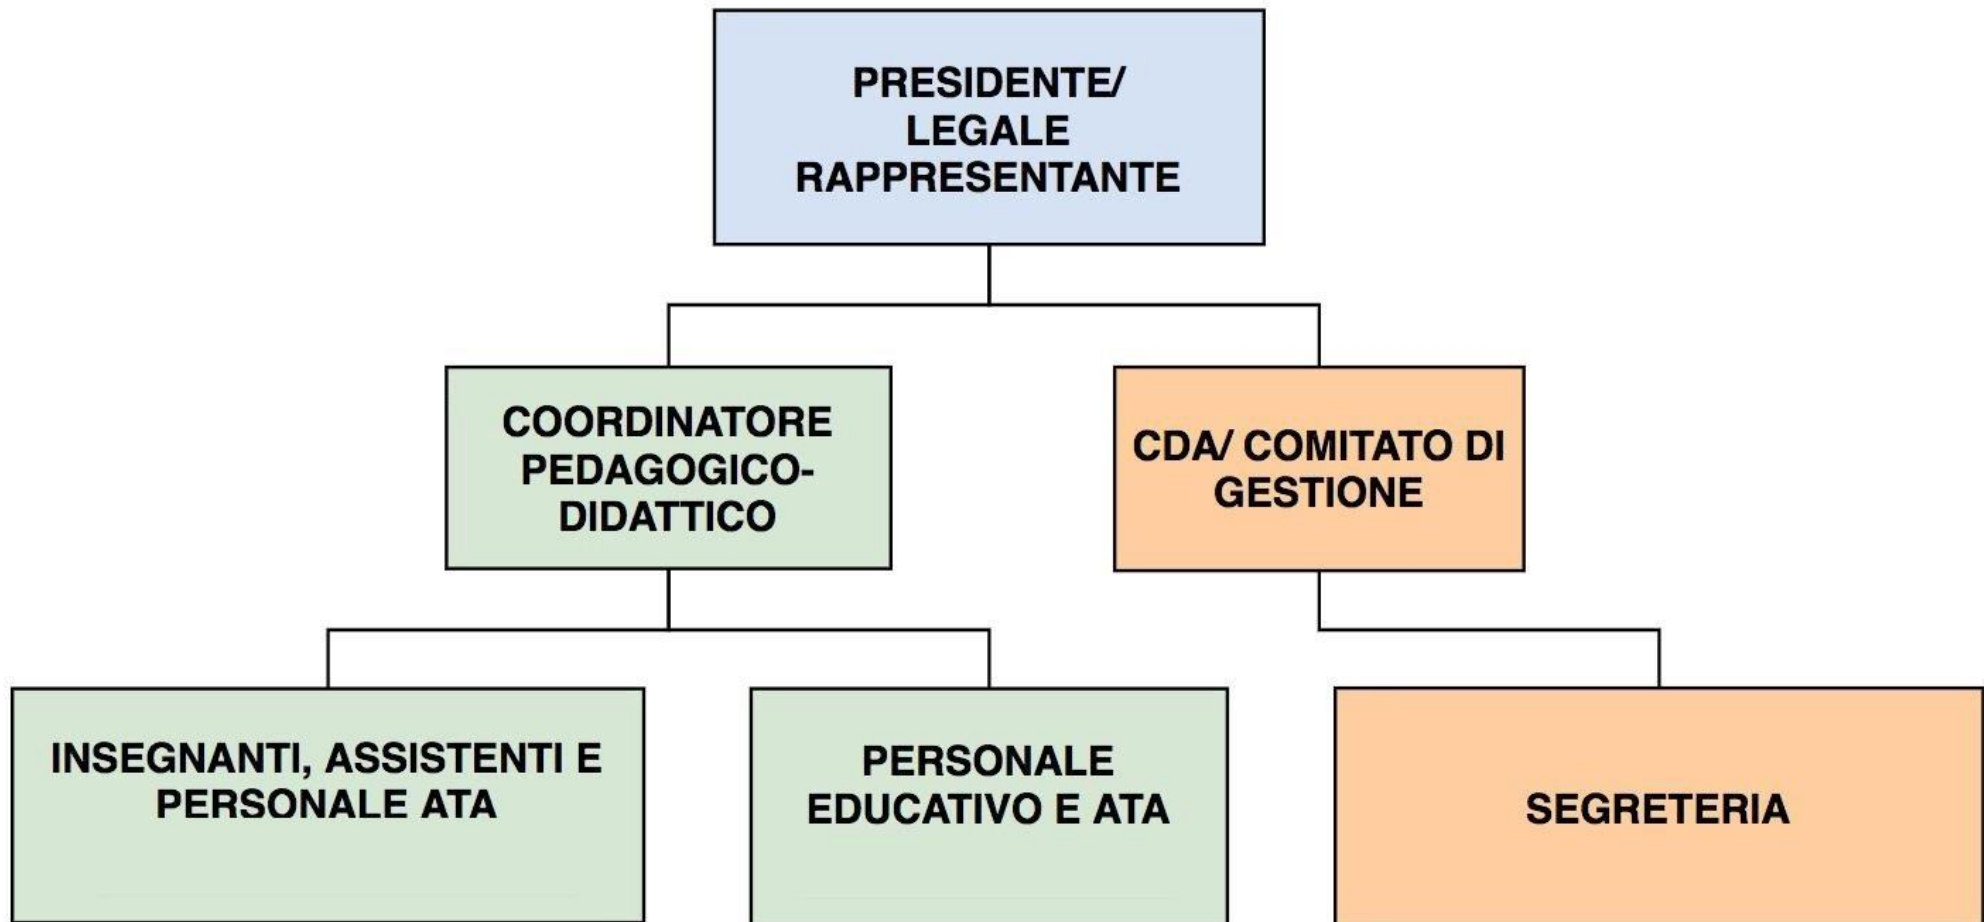 PRESIDENTE/
LEGALE
RAPPRESENTANTE
COORDINATORE
PEDAGOGICO-
DIDATTICO
CDA/ COMITATO DI
GESTIONE
INSEGNANTI, ASSISTENTI E
PERSONALE ATA
PERSONALE
EDUCATIVO E ATA
SEGRETERIA